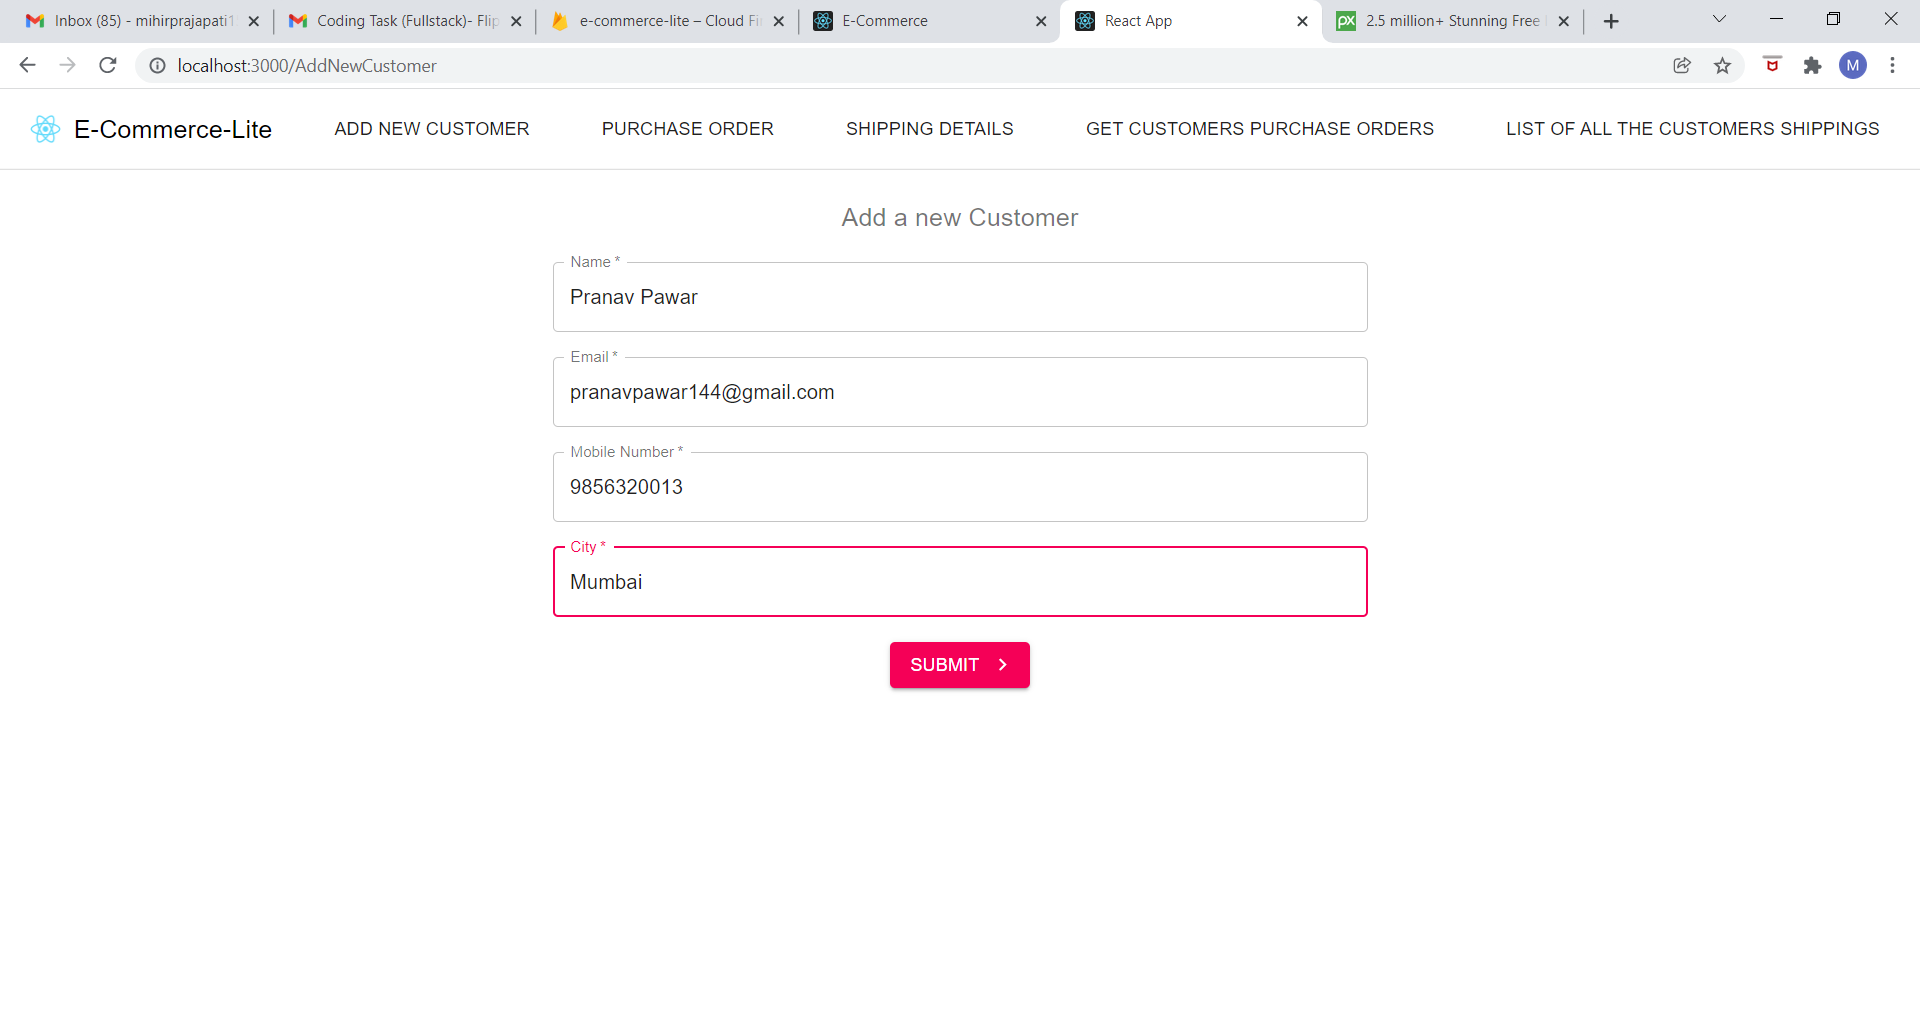 Inbox (85) - mihirprajapati1
Coding Task (Fullstack)- Flip
e-commerce-lite – Cloud Fi
E-Commerce
React App
px 2.5 million+ Stunning Free
localhost:3000/AddNewCustomer
M
E-Commerce-Lite
ADD NEW CUSTOMER
PURCHASE ORDER
SHIPPING DETAILS
GET CUSTOMERS PURCHASE ORDERS
LIST OF ALL THE CUSTOMERS SHIPPINGS
Add a new Customer
Name *
Pranav Pawar
Email *
pranavpawar144@gmail.com
Mobile Number *
9856320013
City *
Mumbai
SUBMIT